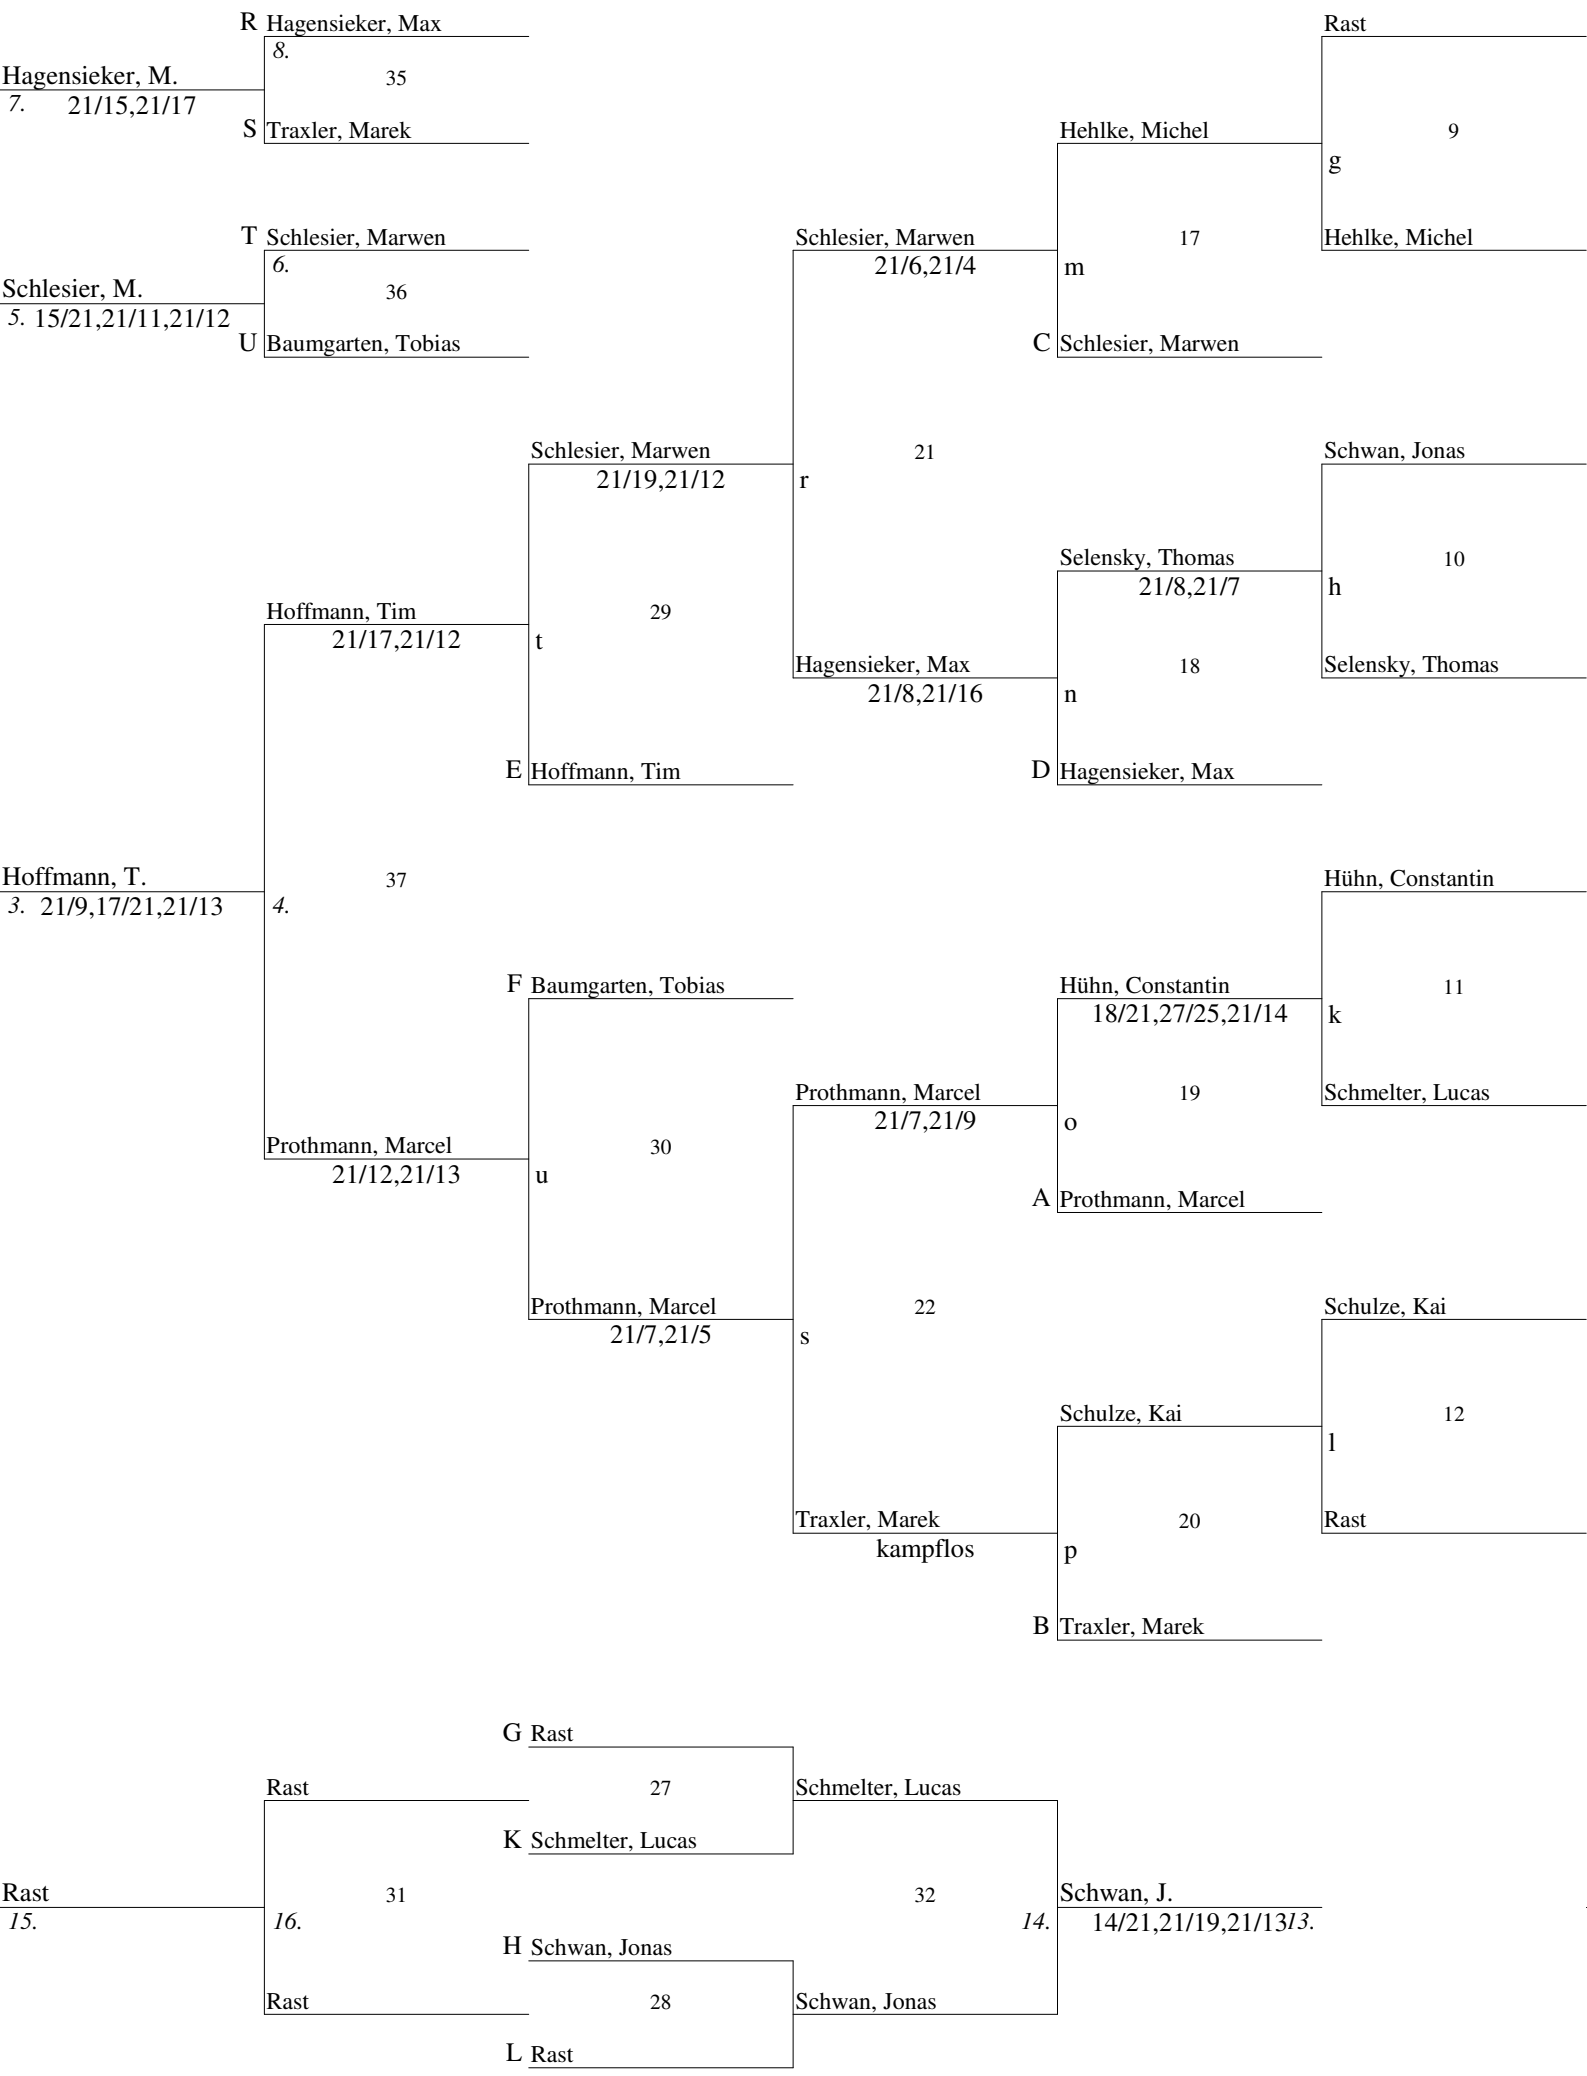 R Hagensieker, Max Rast
8.
Hagensieker, M. 35
7. 21/15,21/17
S Traxler, Marek Hehlke, Michel 9
g
T Schlesier, Marwen Schlesier, Marwen 17 Hehlke, Michel
6. 21/6,21/4 m
Schlesier, M. 36
5. 15/21,21/11,21/12
U Baumgarten, Tobias C Schlesier, Marwen
Schlesier, Marwen 21 Schwan, Jonas
21/19,21/12 r
Selensky, Thomas 10
21/8,21/7 h
Hoffmann, Tim 29
21/17,21/12 t
Hagensieker, Max 18 Selensky, Thomas
21/8,21/16 n
E Hoffmann, Tim D Hagensieker, Max
Hoffmann, T. 37 Hühn, Constantin
3. 21/9,17/21,21/13 4.
F Baumgarten, Tobias Hühn, Constantin 11
18/21,27/25,21/14 k
Prothmann, Marcel 19 Schmelter, Lucas
21/7,21/9 o
Prothmann, Marcel 30
21/12,21/13 u
A Prothmann, Marcel
Prothmann, Marcel 22 Schulze, Kai
21/7,21/5 s
Schulze, Kai 12
l
Traxler, Marek 20 Rast
kampflos p
B Traxler, Marek
G Rast
Rast 27 Schmelter, Lucas
K Schmelter, Lucas
Rast 31 32 Schwan, J.
15. 16. 14. 14/21,21/19,21/13 13.
H Schwan, Jonas
Rast 28 Schwan, Jonas
L Rast